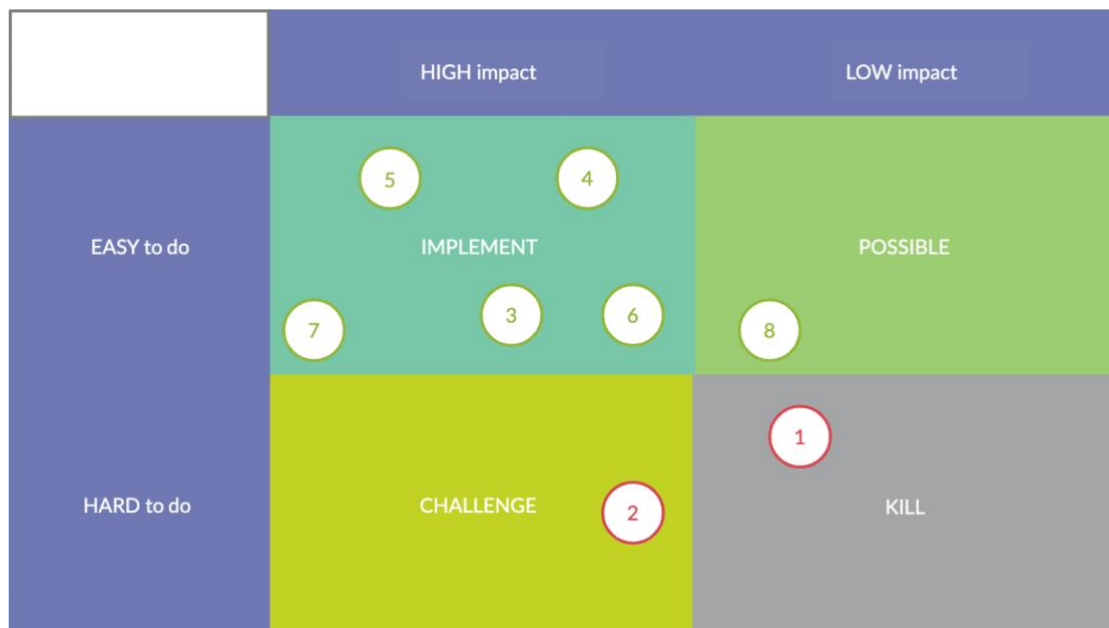 HIGH impact
LOW impact
5
4
EASY to do
IMPLEMENT
POSSIBLE
7
3
6
8
1
HARD to do
CHALLENGE
2
KILL